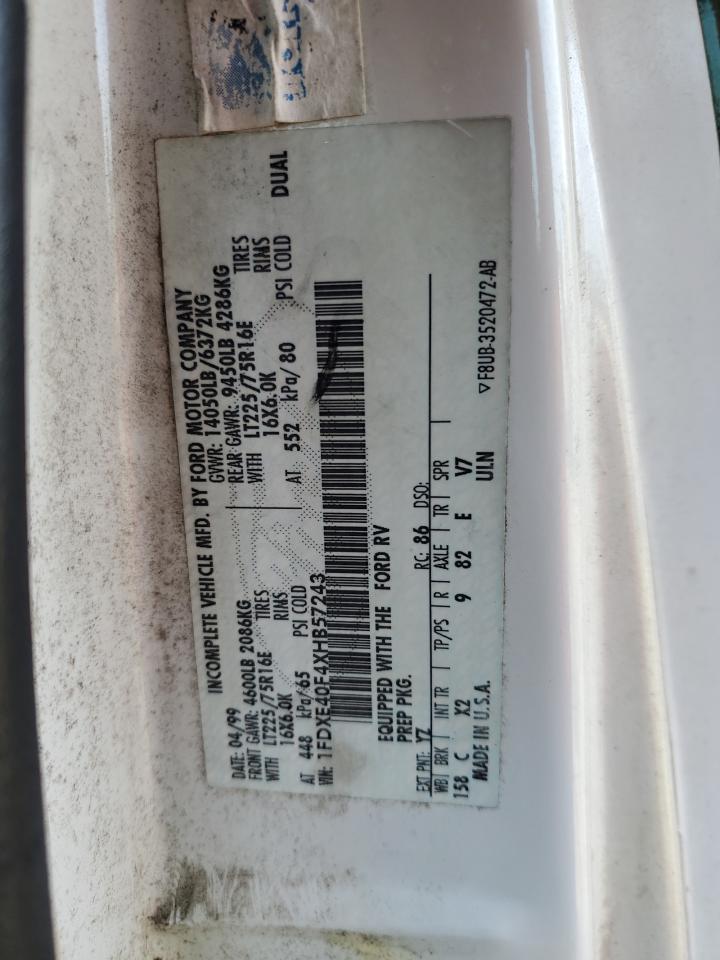 INCOMPLETE VEHICLE MFD. BY FORD MOTOR COMPANY
DATE: 04/99 GVWR: 14050LB/6372KG
FRONT GAWR: 4600LB 2086KG REAR GAWR: 9450LB 4286KG
WITH LT225/75R16E TIRES WITH LT225/75R16E TIRES
16X6.0K RIMS 16X6.0K RIMS
AT 448 kPa/65 PSI COLD AT 552 kPa/80 PSI COLD DUAL
VIN: 1FDXE40F4XHB57243
EQUIPPED WITH THE FORD RV
PREP PKG.
EXT PNT: YZ RC: 86 DSO:
WB BRK INT TR TP/PS R AXLE TR SPR
158 C X2 9 82 E V7
MADE IN U.S.A. ULN
F8UB-3520472-AB